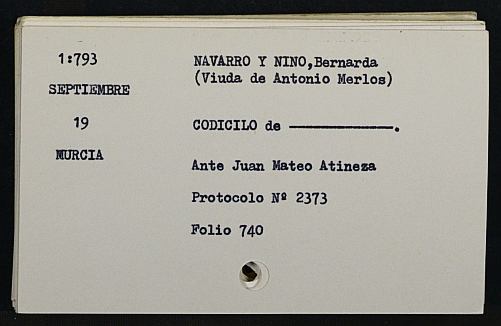 1:793
NAVARRO Y NINO,Bernarda
(Viuda de Antonio Merlos)
SEPTIEMBRE
19
CODICILO de ————————.
MURCIA
Ante Juan Mateo Atineza
Protocolo Nº 2373
Folio 740